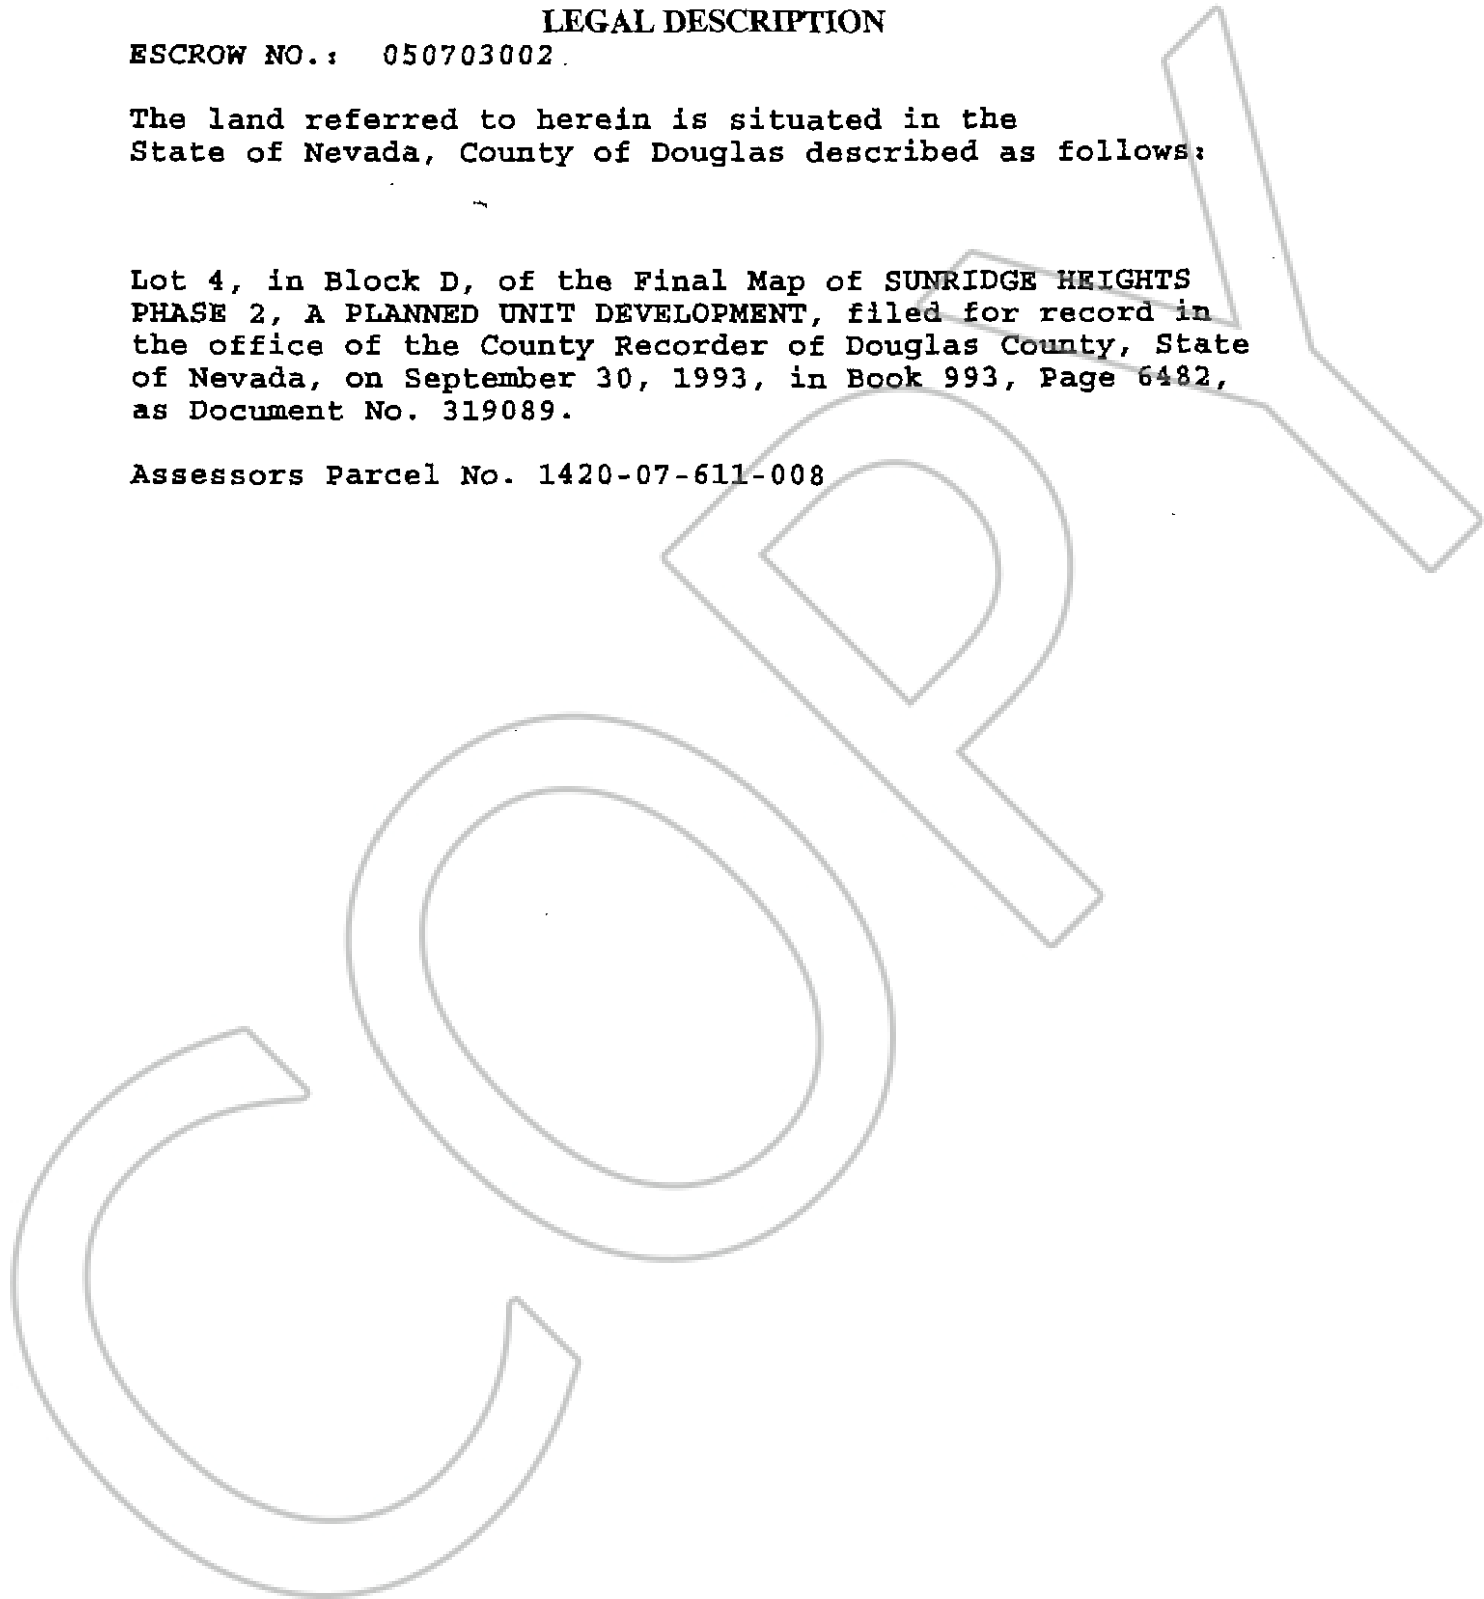 LEGAL DESCRIPTION
ESCROW NO.: 050703002
The land referred to herein is situated in the
State of Nevada, County of Douglas described as follows:
Lot 4, in Block D, of the Final Map of SUNRIDGE HEIGHTS
PHASE 2, A PLANNED UNIT DEVELOPMENT, filed for record in
the office of the County Recorder of Douglas County, State
of Nevada, on September 30, 1993, in Book 993, Page 6482,
as Document No. 319089.
Assessors Parcel No. 1420-07-611-008
COPY